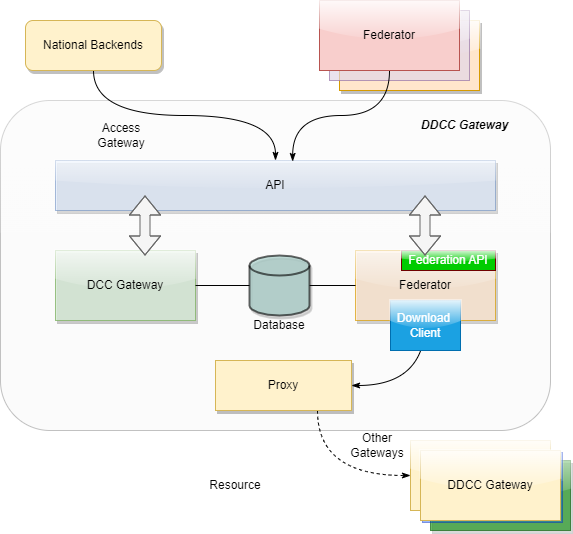 National Backends
Federator
Access
Gateway
DDCC Gateway
API
DCC Gateway
Database
Federation API
Federator
Download
Client
Proxy
Other
Gateways
Resource
DDCC Gateway